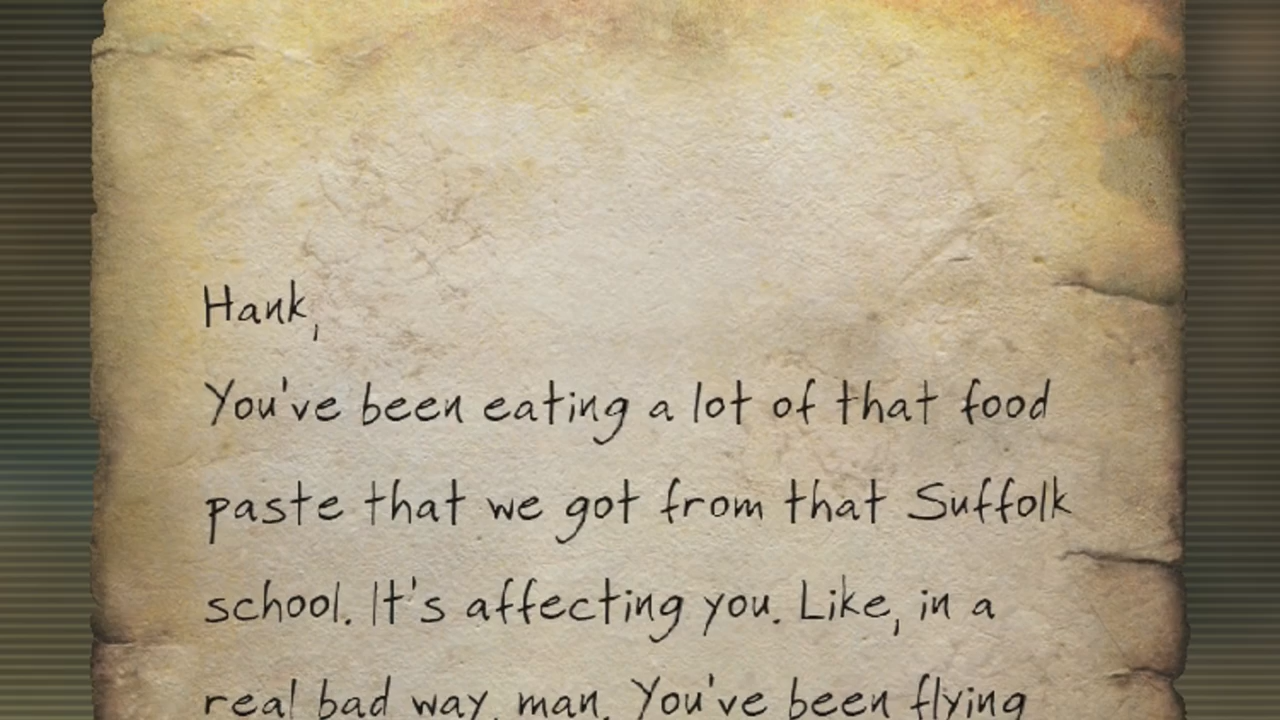 Hank,
You've been eating a lot of that food
paste that we got from that Suffolk
school. It's affecting you. Like, in a
real bad way, man. You've been flying